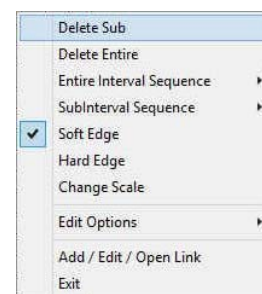 Delete Sub
Delete Entire
Entire Interval Sequence
SubInterval Sequence
Soft Edge
Hard Edge
Change Scale
Edit Options
Add / Edit / Open Link
Exit